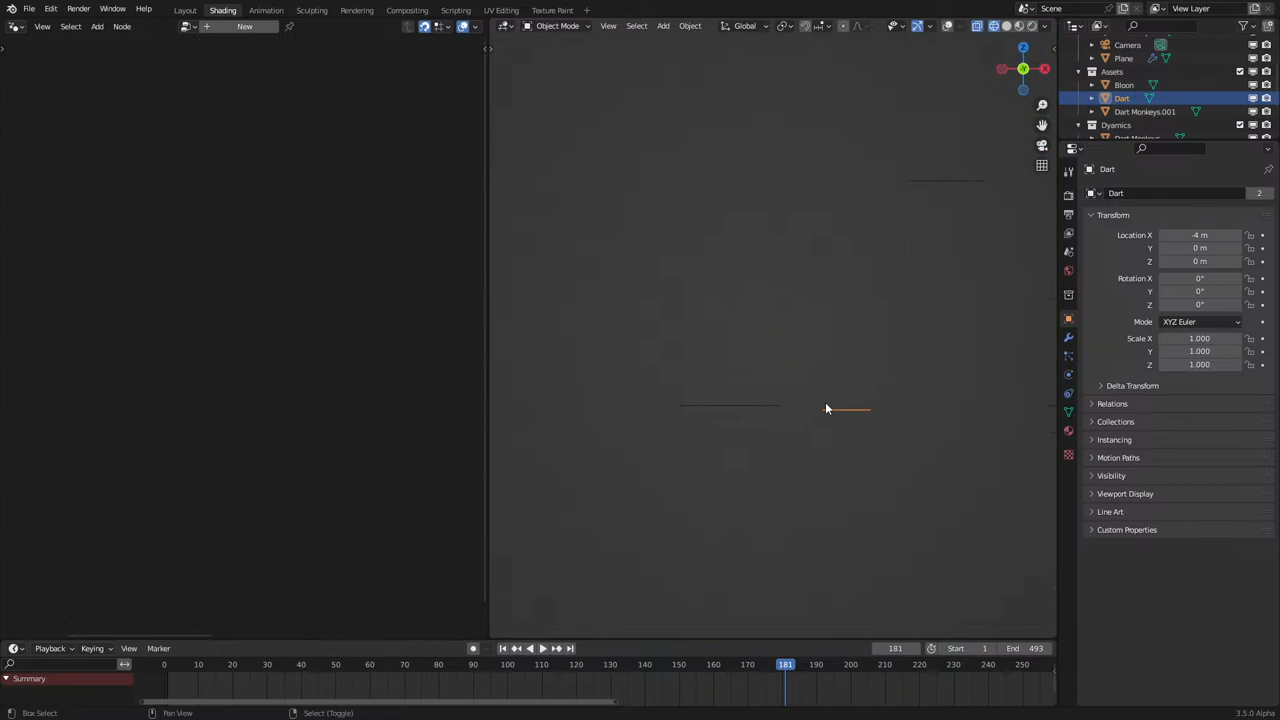 File Edit Render Window Help Layout Shading Animation Sculpting Rendering Compositing Scripting UV Editing Texture Paint + Scene View Layer
View Select Add Node + New Object Mode View Select Add Object Global
Camera
Plane
Assets
Bloon
Dart
Dart Monkeys.001
Dyamics
Dart
Dart 2
Transform
Location X -4 m
Y 0 m
Z 0 m
Rotation X 0°
Y 0°
Z 0°
Mode XYZ Euler
Scale X 1.000
Y 1.000
Z 1.000
Delta Transform
Relations
Collections
Instancing
Motion Paths
Visibility
Viewport Display
Line Art
Custom Properties
Z
Y
X
Playback Keying View Marker 181 Start 1 End 493
0 10 20 30 40 50 60 70 80 90 100 110 120 130 140 150 160 170 181 190 200 210 220 230 240 250
Summary
Box Select Pan View Select (Toggle) 3.5.0 Alpha